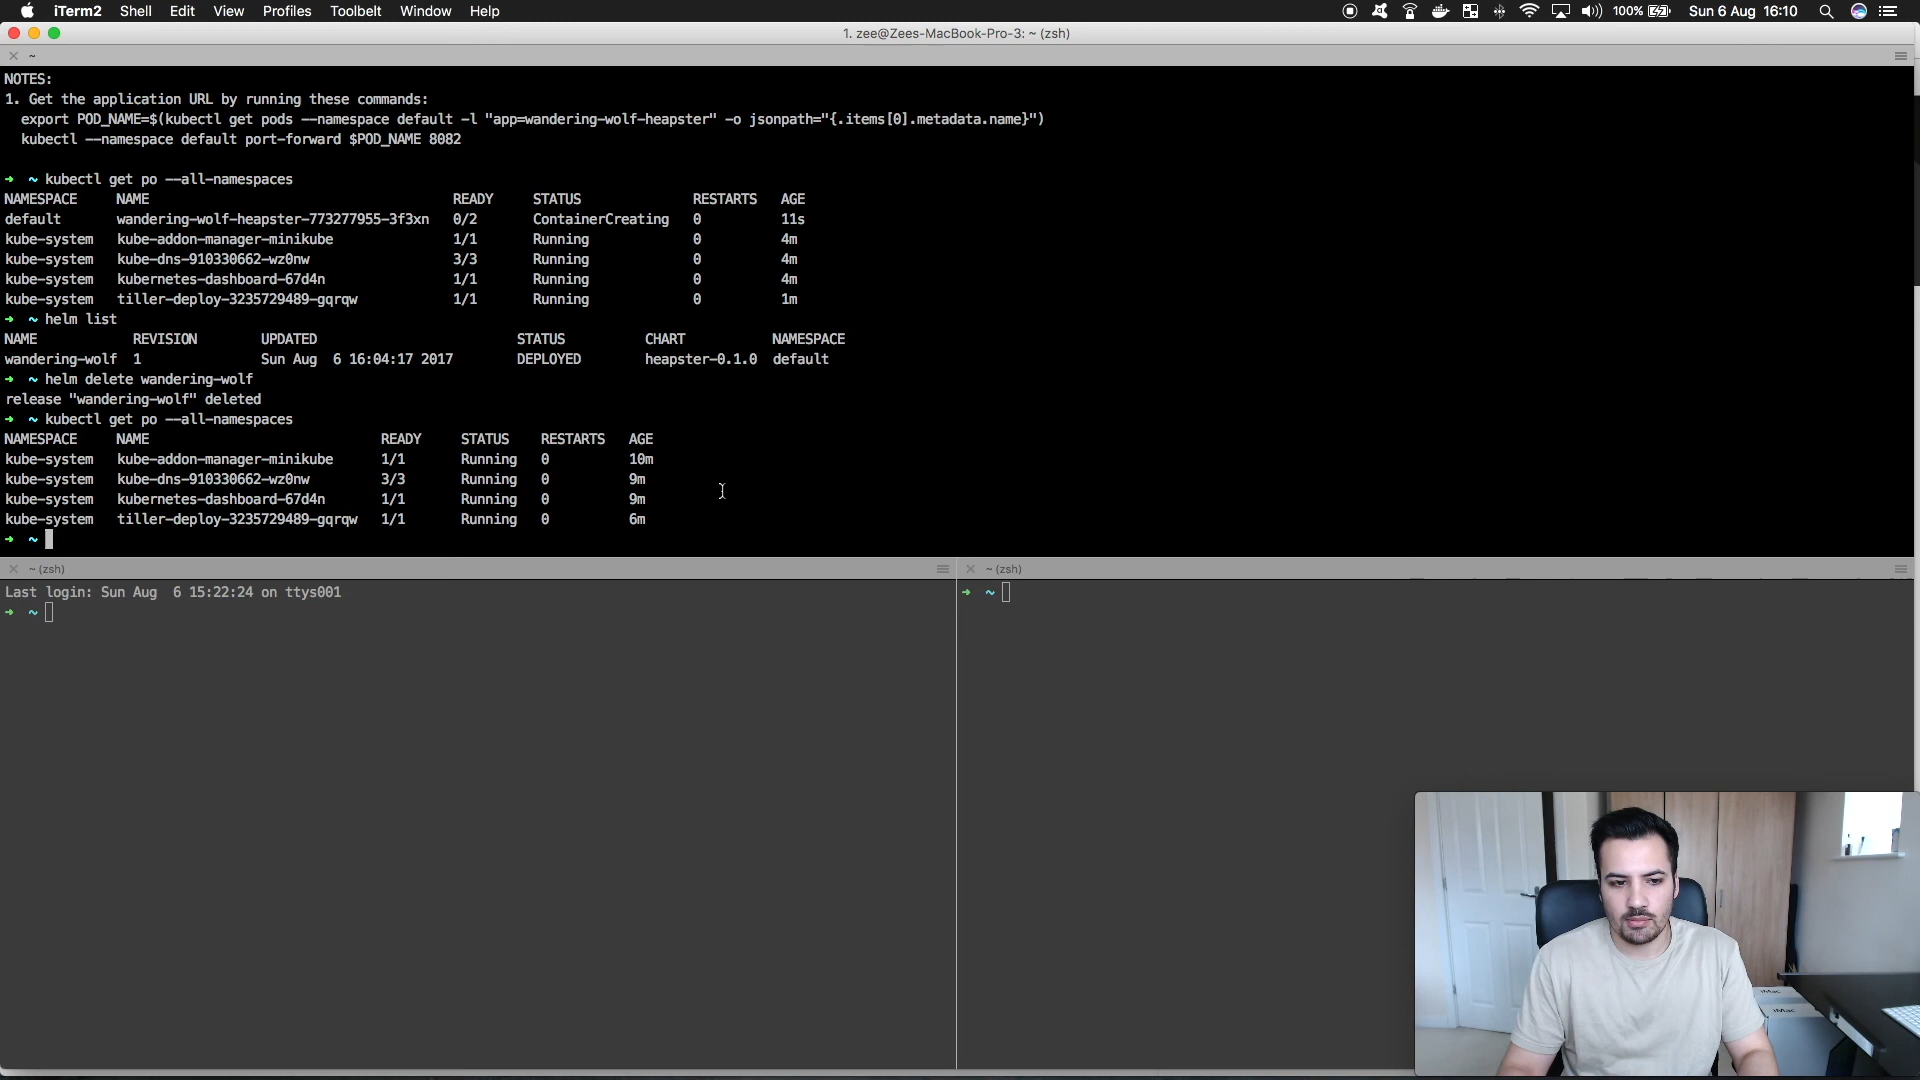 iTerm2 Shell Edit View Profiles Toolbelt Window Help 100% Sun 6 Aug 16:10
1. zee@Zees-MacBook-Pro-3: ~ (zsh)
~
NOTES:
1. Get the application URL by running these commands:
export POD_NAME=$(kubectl get pods --namespace default -l "app=wandering-wolf-heapster" -o jsonpath="{.items[0].metadata.name}")
kubectl --namespace default port-forward $POD_NAME 8082
➜ ~ kubectl get po --all-namespaces
NAMESPACE NAME READY STATUS RESTARTS AGE
default wandering-wolf-heapster-773277955-3f3xn 0/2 ContainerCreating 0 11s
kube-system kube-addon-manager-minikube 1/1 Running 0 4m
kube-system kube-dns-910330662-wz0nw 3/3 Running 0 4m
kube-system kubernetes-dashboard-67d4n 1/1 Running 0 4m
kube-system tiller-deploy-3235729489-gqrqw 1/1 Running 0 1m
➜ ~ helm list
NAME REVISION UPDATED STATUS CHART NAMESPACE
wandering-wolf 1 Sun Aug 6 16:04:17 2017 DEPLOYED heapster-0.1.0 default
➜ ~ helm delete wandering-wolf
release "wandering-wolf" deleted
➜ ~ kubectl get po --all-namespaces
NAMESPACE NAME READY STATUS RESTARTS AGE
kube-system kube-addon-manager-minikube 1/1 Running 0 10m
kube-system kube-dns-910330662-wz0nw 3/3 Running 0 9m
kube-system kubernetes-dashboard-67d4n 1/1 Running 0 9m
kube-system tiller-deploy-3235729489-gqrqw 1/1 Running 0 6m
➜ ~
~ (zsh)
Last login: Sun Aug 6 15:22:24 on ttys001
➜ ~
~ (zsh)
➜ ~
iMac
iMac